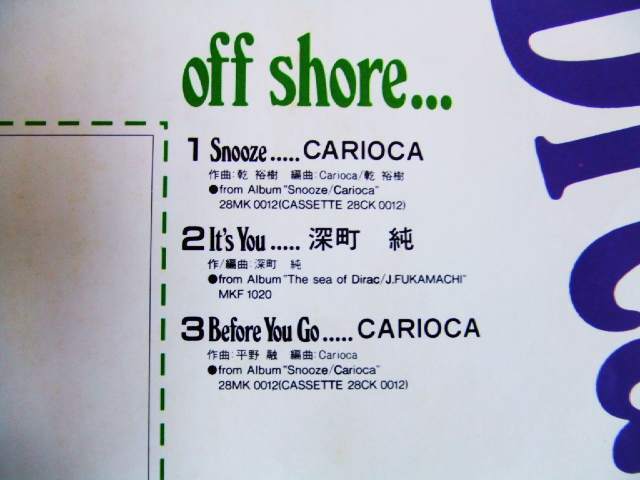 off shore...
1 Snooze.....CARIOCA
作曲:乾 裕樹 編曲:Carioca/乾 裕樹
●from Album "Snooze/Carioca"
28MK 0012(CASSETTE 28CK 0012)
2 It's You.....深町 純
作/編曲:深町 純
●from Album "The sea of Dirac/J.FUKAMACHI"
MKF 1020
3 Before You Go.....CARIOCA
作曲:平野 融 編曲:Carioca
●from Album "Snooze/Carioca"
28MK 0012(CASSETTE 28CK 0012)